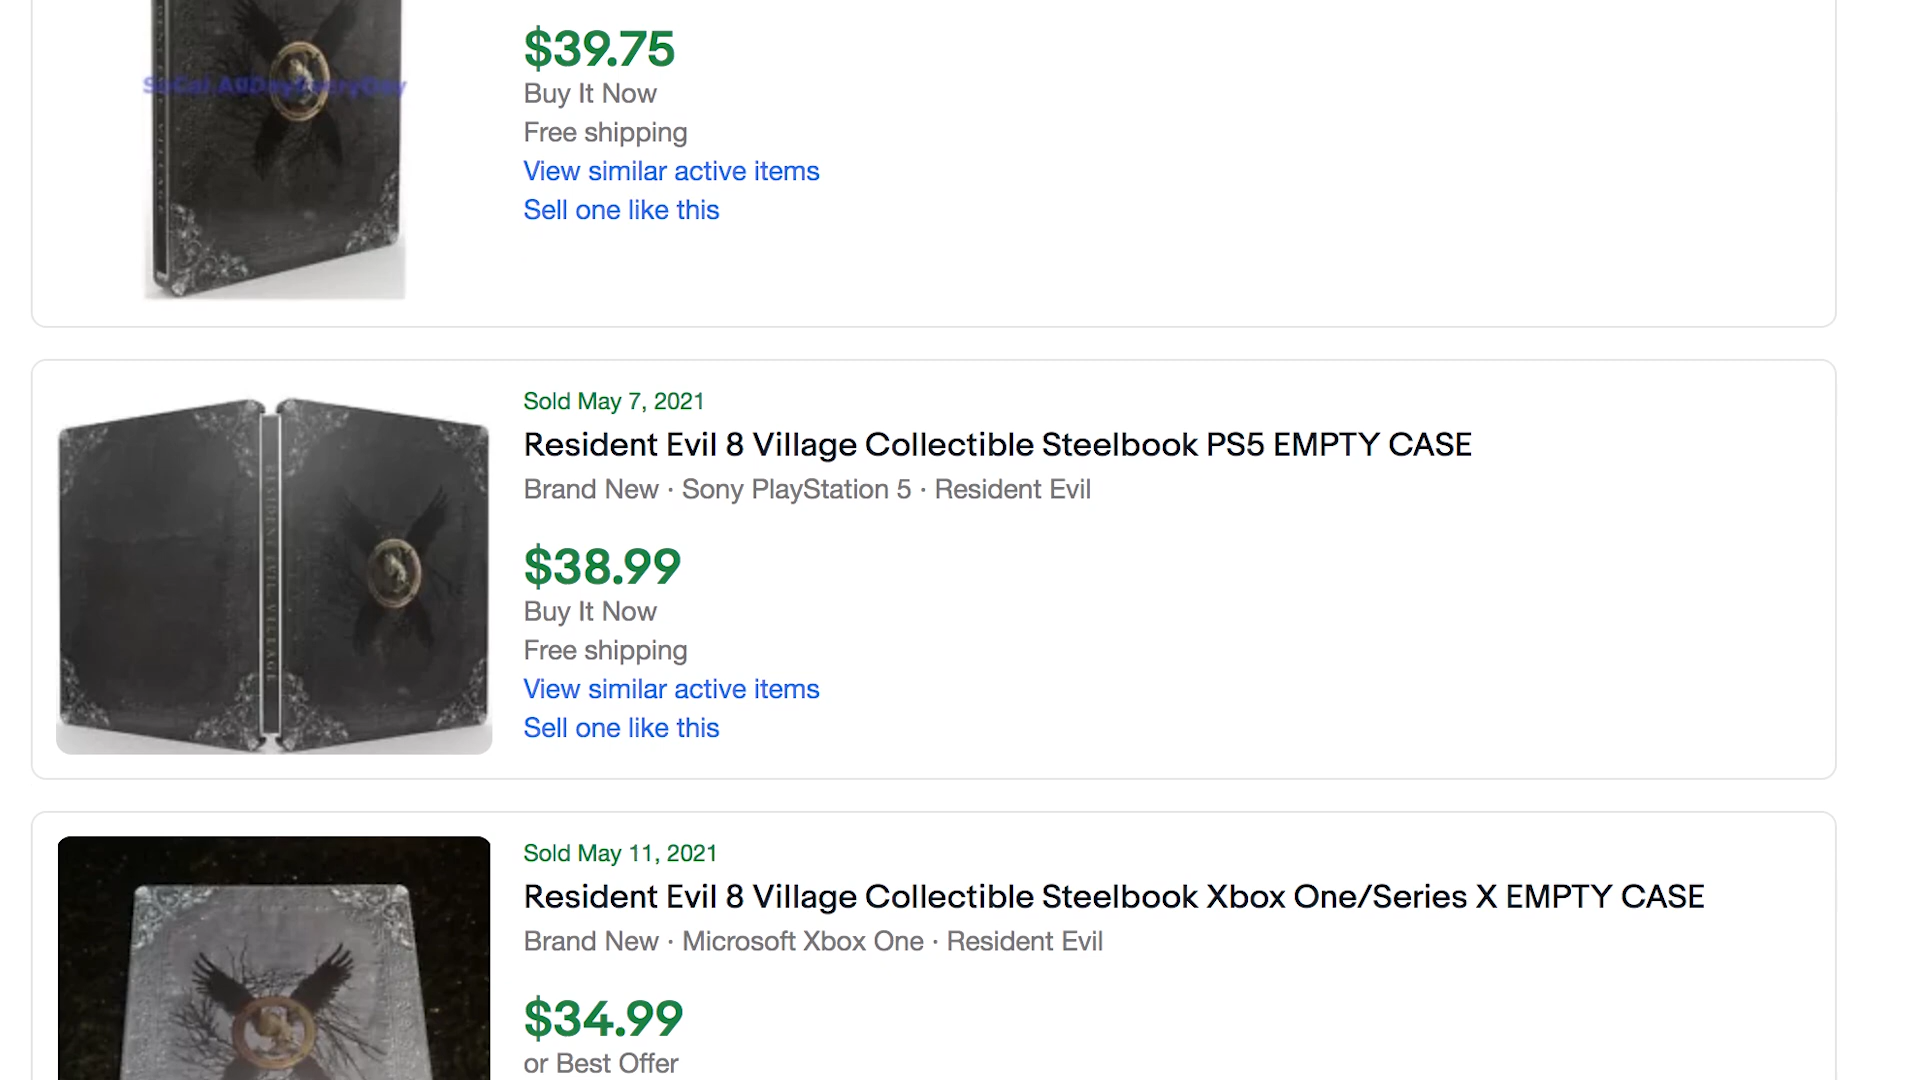 $39.75
Buy It Now
Free shipping
View similar active items
Sell one like this
Sold May 7, 2021
Resident Evil 8 Village Collectible Steelbook PS5 EMPTY CASE
Brand New · Sony PlayStation 5 · Resident Evil
$38.99
Buy It Now
Free shipping
View similar active items
Sell one like this
RESIDENT EVIL VILLAGE
Sold May 11, 2021
Resident Evil 8 Village Collectible Steelbook Xbox One/Series X EMPTY CASE
Brand New · Microsoft Xbox One · Resident Evil
$34.99
or Best Offer